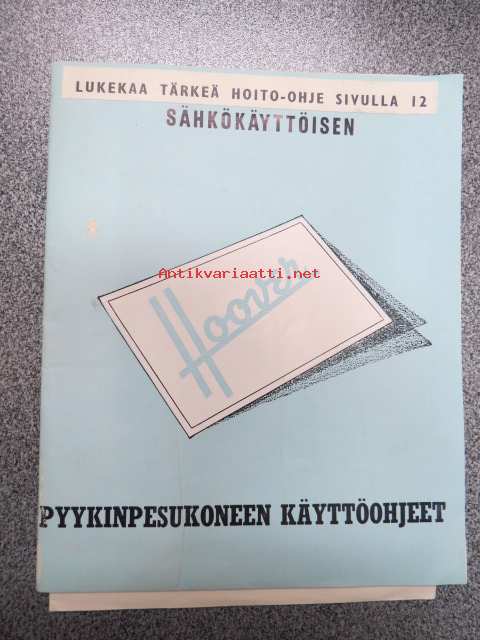 LUKEKAA TÄRKEÄ HOITO-OHJE SIVULLA 12
SÄHKÖKÄYTTÖISEN
Antikvariaatti.net
Hoover
PYYKINPESUKONEEN KÄYTTÖOHJEET